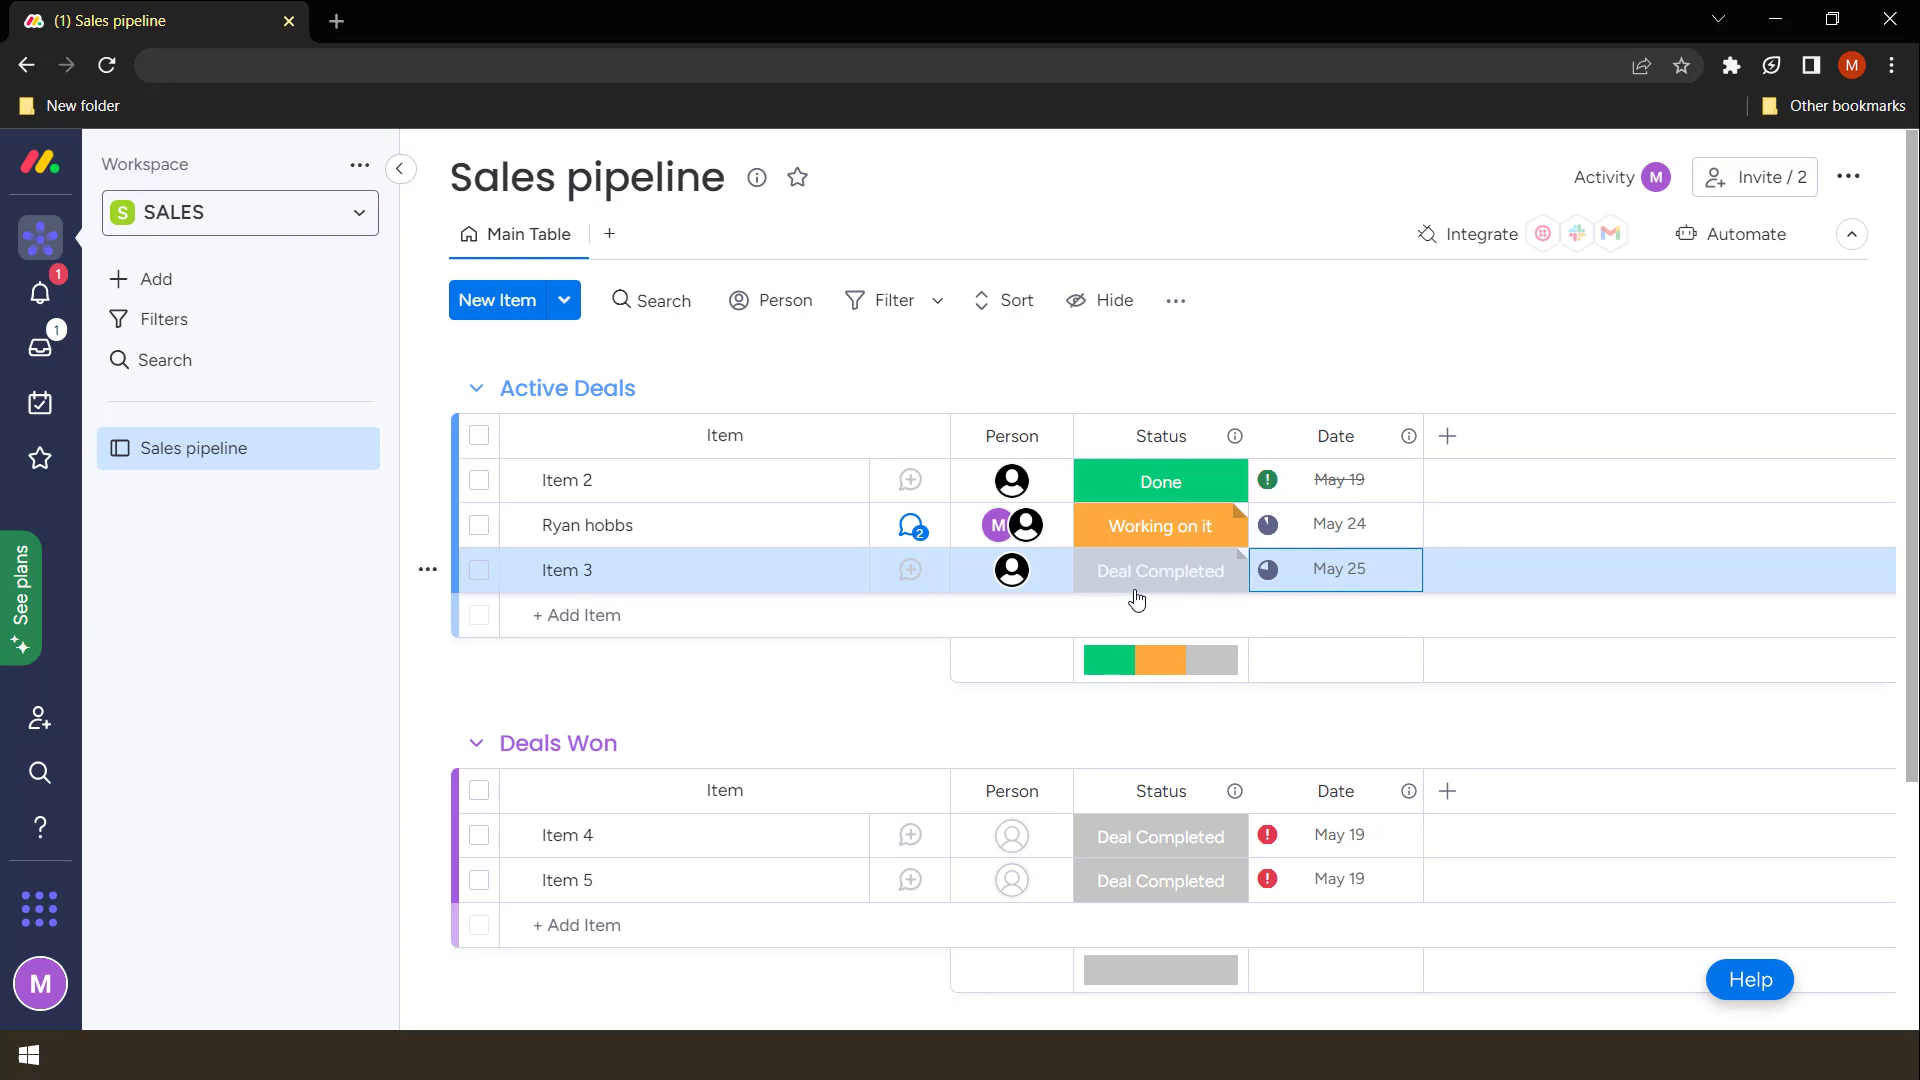 (1) Sales pipeline
M
New folder
Other bookmarks
Workspace
S SALES
Add
Filters
Search
Sales pipeline
1
1
See plans
?
M
Sales pipeline
Activity M
Invite / 2
Main Table
Integrate
Automate
New Item
Search
Person
Filter
Sort
Hide
Active Deals
Item Person Status Date
Item 2 Done ! May 19
Ryan hobbs 2 M Working on it May 24
Item 3 Deal Completed May 25
+ Add Item
Deals Won
Item Person Status Date
Item 4 Deal Completed ! May 19
Item 5 Deal Completed ! May 19
+ Add Item
Help